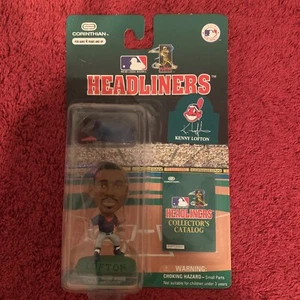 CORINTHIAN
HEADLINERS
KENNY LOFTON
HEADLINERS
COLLECTOR'S
CATALOG
LOFTON
WARNING
CHOKING HAZARD - Small Parts
Not suitable for children under 3 years